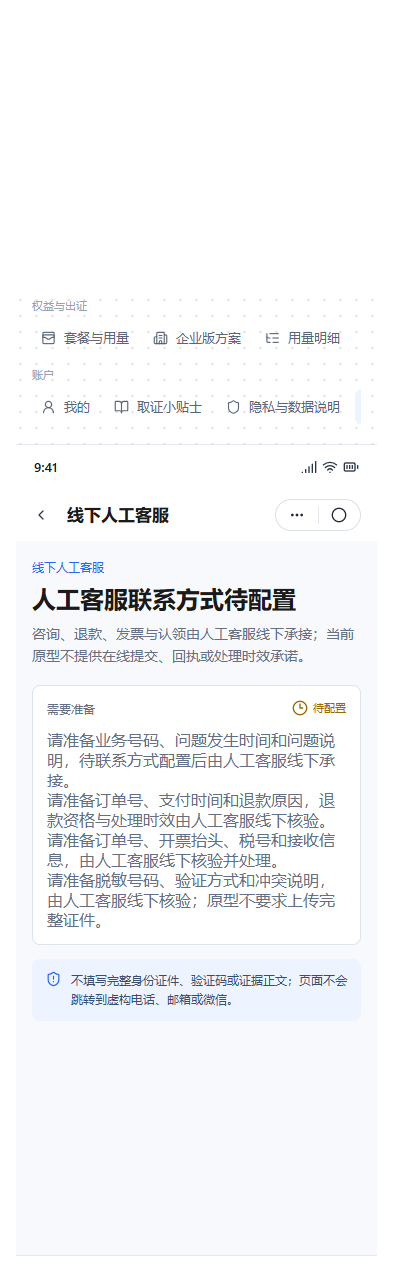 权益与出证
套餐与用量 企业版方案 用量明细
账户
我的 取证小贴士 隐私与数据说明
9:41
线下人工客服
线下人工客服
人工客服联系方式待配置
咨询、退款、发票与认领由人工客服线下承接；当前
原型不提供在线提交、回执或处理时效承诺。
需要准备 待配置
请准备业务号码、问题发生时间和问题说
明，待联系方式配置后由人工客服线下承
接。
请准备订单号、支付时间和退款原因，退
款资格与处理时效由人工客服线下核验。
请准备订单号、开票抬头、税号和接收信
息，由人工客服线下核验并处理。
请准备脱敏号码、验证方式和冲突说明，
由人工客服线下核验；原型不要求上传完
整证件。
不填写完整身份证件、验证码或证据正文；页面不会
跳转到虚构电话、邮箱或微信。